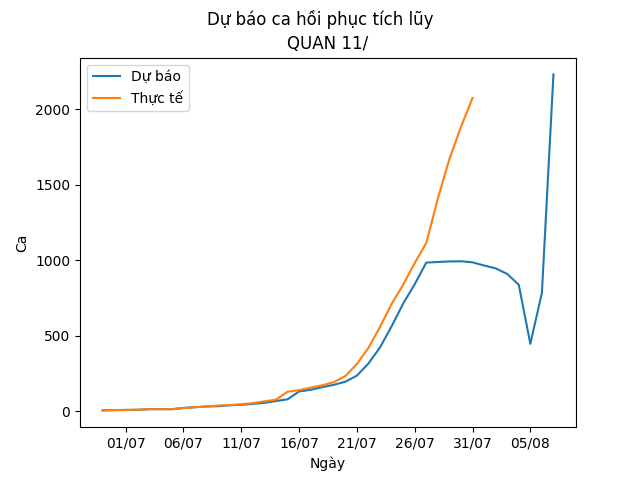 Dự báo ca hồi phục tích lũy
QUAN 11/
Dự báo
Thực tế
2000
1500
1000
500
0
Ca
01/07 06/07 11/07 16/07 21/07 26/07 31/07 05/08
Ngày